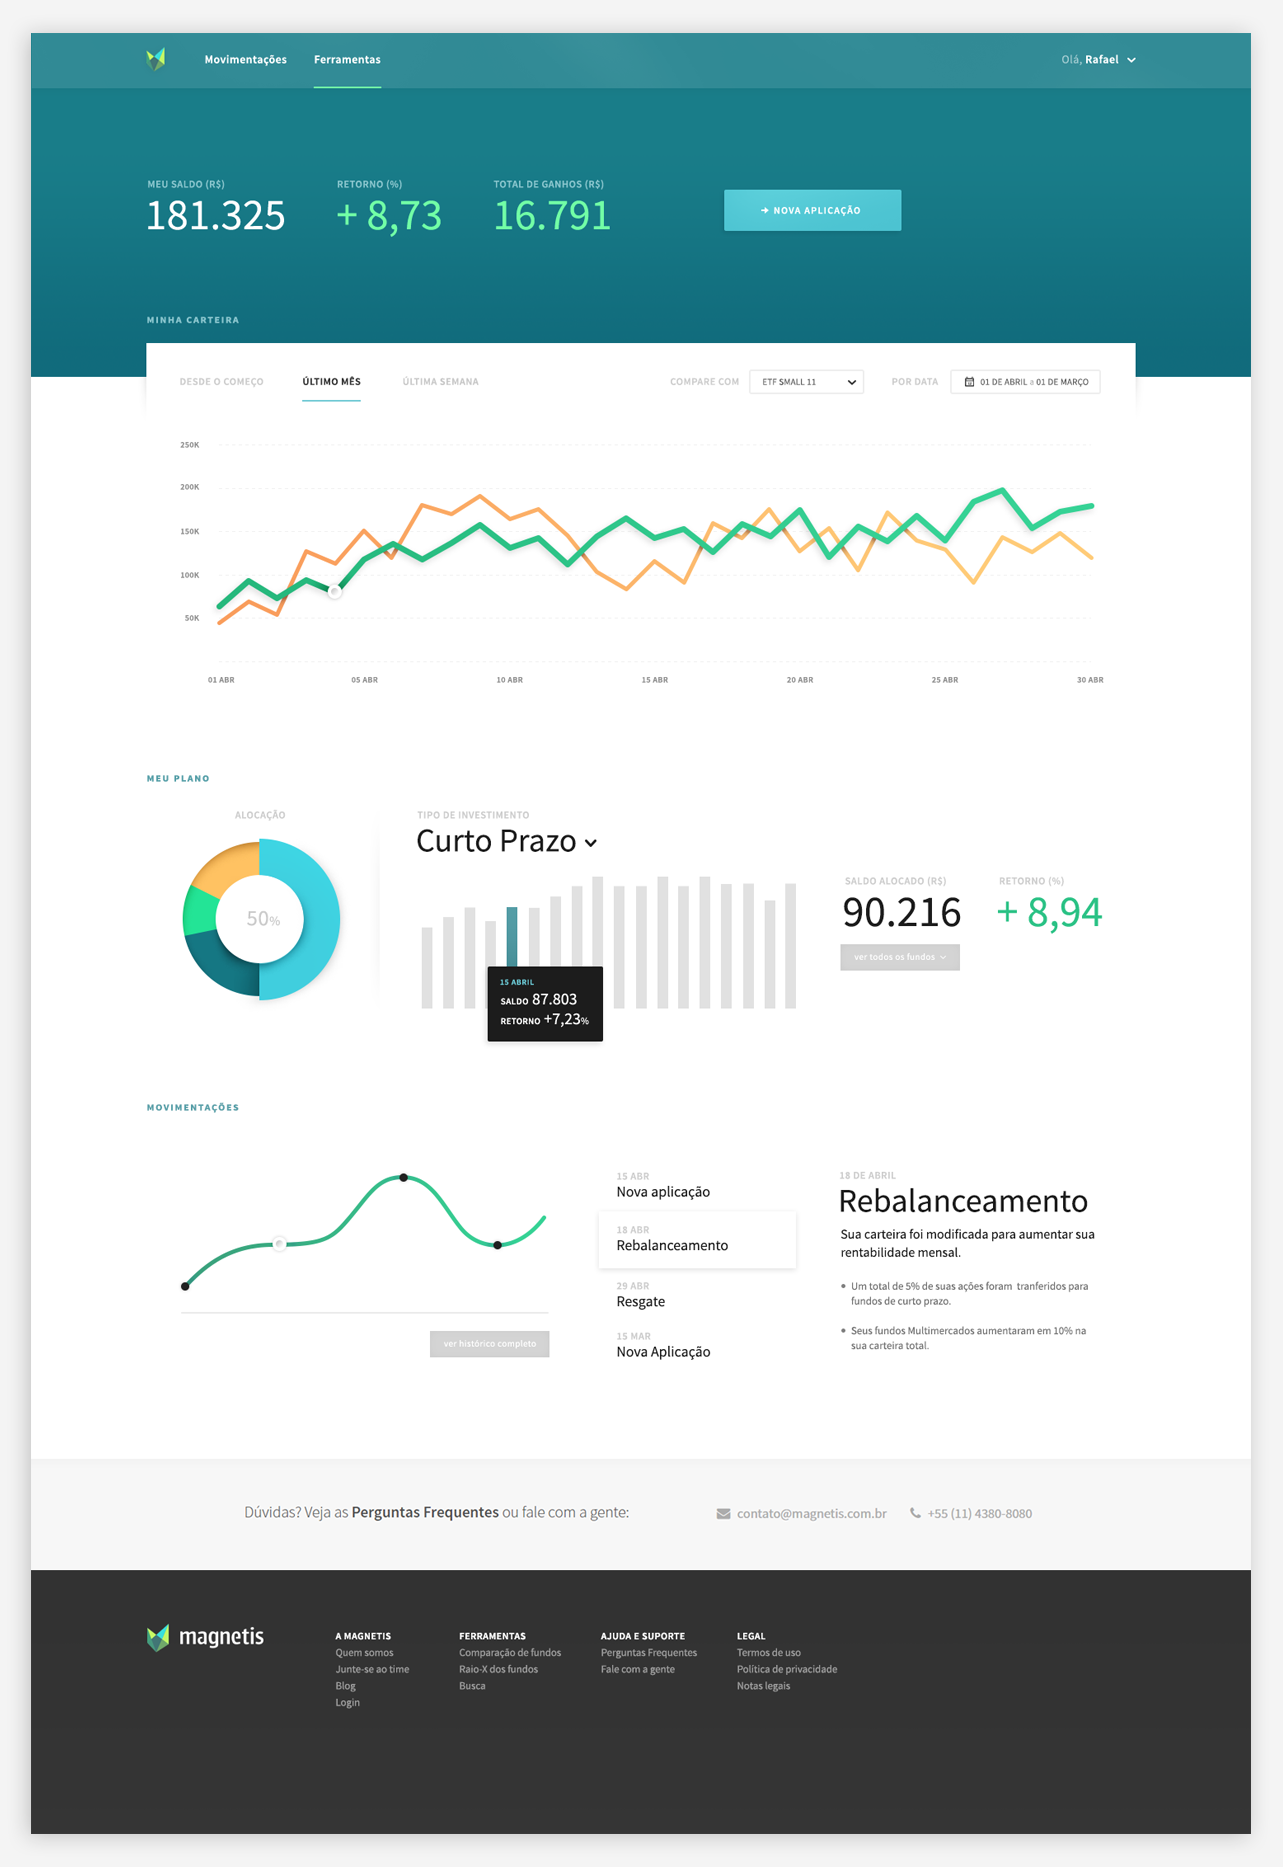 Movimentações
Ferramentas
Olá, Rafael
MEU SALDO (R$)
181.325
RETORNO (%)
+ 8,73
TOTAL DE GANHOS (R$)
16.791
NOVA APLICAÇÃO
MINHA CARTEIRA
DESDE O COMEÇO
ÚLTIMO MÊS
ÚLTIMA SEMANA
COMPARE COM
ETF SMALL 11
POR DATA
01 DE ABRIL a 01 DE MARÇO
250K
200K
150K
100K
50K
01 ABR
05 ABR
10 ABR
15 ABR
20 ABR
25 ABR
30 ABR
MEU PLANO
ALOCAÇÃO
50%
TIPO DE INVESTIMENTO
Curto Prazo
15 ABRIL
SALDO 87.803
RETORNO +7,23%
SALDO ALOCADO (R$)
90.216
RETORNO (%)
+ 8,94
ver todos os fundos
MOVIMENTAÇÕES
ver histórico completo
15 ABR
Nova aplicação
18 ABR
Rebalanceamento
29 ABR
Resgate
15 MAR
Nova Aplicação
18 DE ABRIL
Rebalanceamento
Sua carteira foi modificada para aumentar sua
rentabilidade mensal.
• Um total de 5% de suas ações foram tranferidos para
fundos de curto prazo.
• Seus fundos Multimercados aumentaram em 10% na
sua carteira total.
Dúvidas? Veja as Perguntas Frequentes ou fale com a gente:
contato@magnetis.com.br
+55 (11) 4380-8080
magnetis
A MAGNETIS
Quem somos
Junte-se ao time
Blog
Login
FERRAMENTAS
Comparação de fundos
Raio-X dos fundos
Busca
AJUDA E SUPORTE
Perguntas Frequentes
Fale com a gente
LEGAL
Termos de uso
Política de privacidade
Notas legais